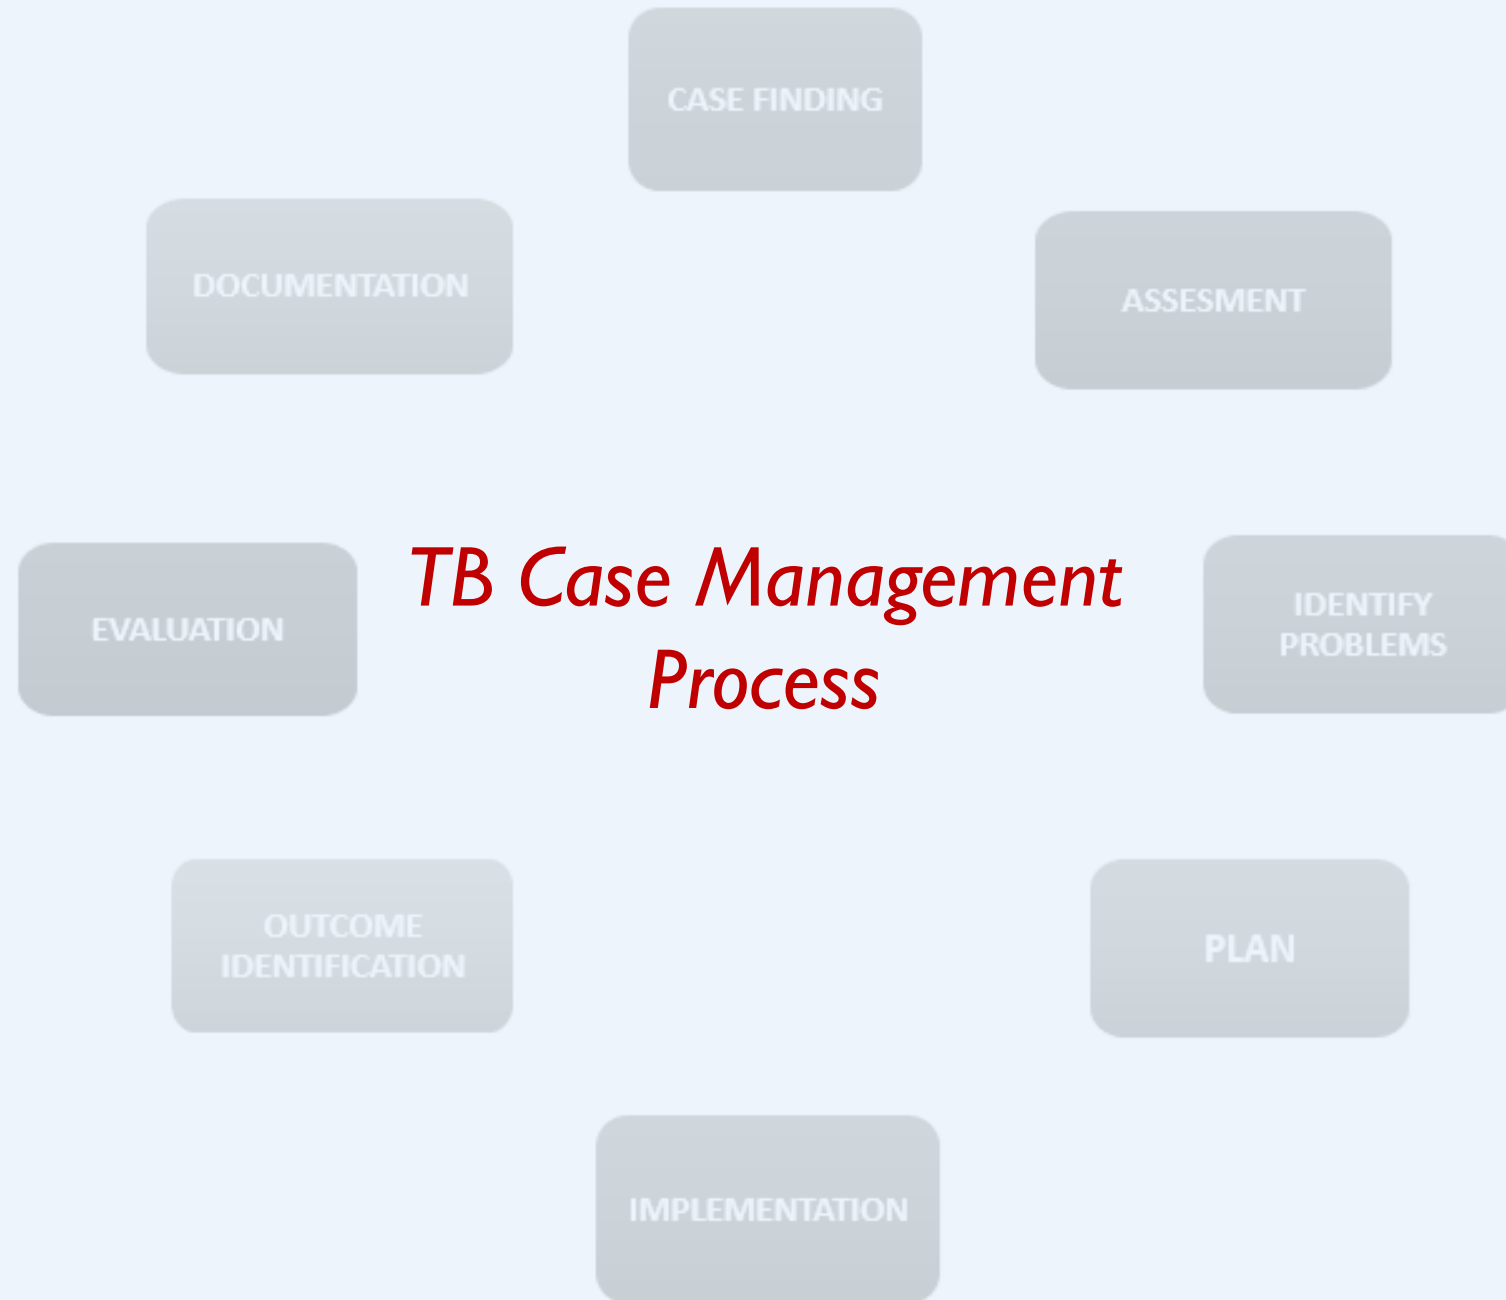 CASE FINDING
DOCUMENTATION
ASSESMENT
TB Case Management
Process
EVALUATION
IDENTIFY
PROBLEMS
OUTCOME
IDENTIFICATION
PLAN
IMPLEMENTATION